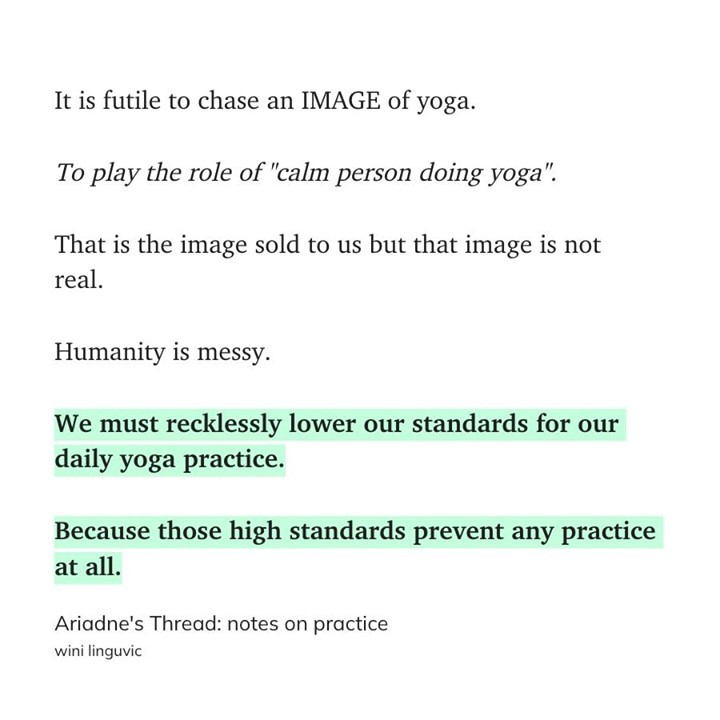 It is futile to chase an IMAGE of yoga.
To play the role of "calm person doing yoga".
That is the image sold to us but that image is not
real.
Humanity is messy.
We must recklessly lower our standards for our
daily yoga practice.
Because those high standards prevent any practice
at all.
Ariadne's Thread: notes on practice
wini linguvic